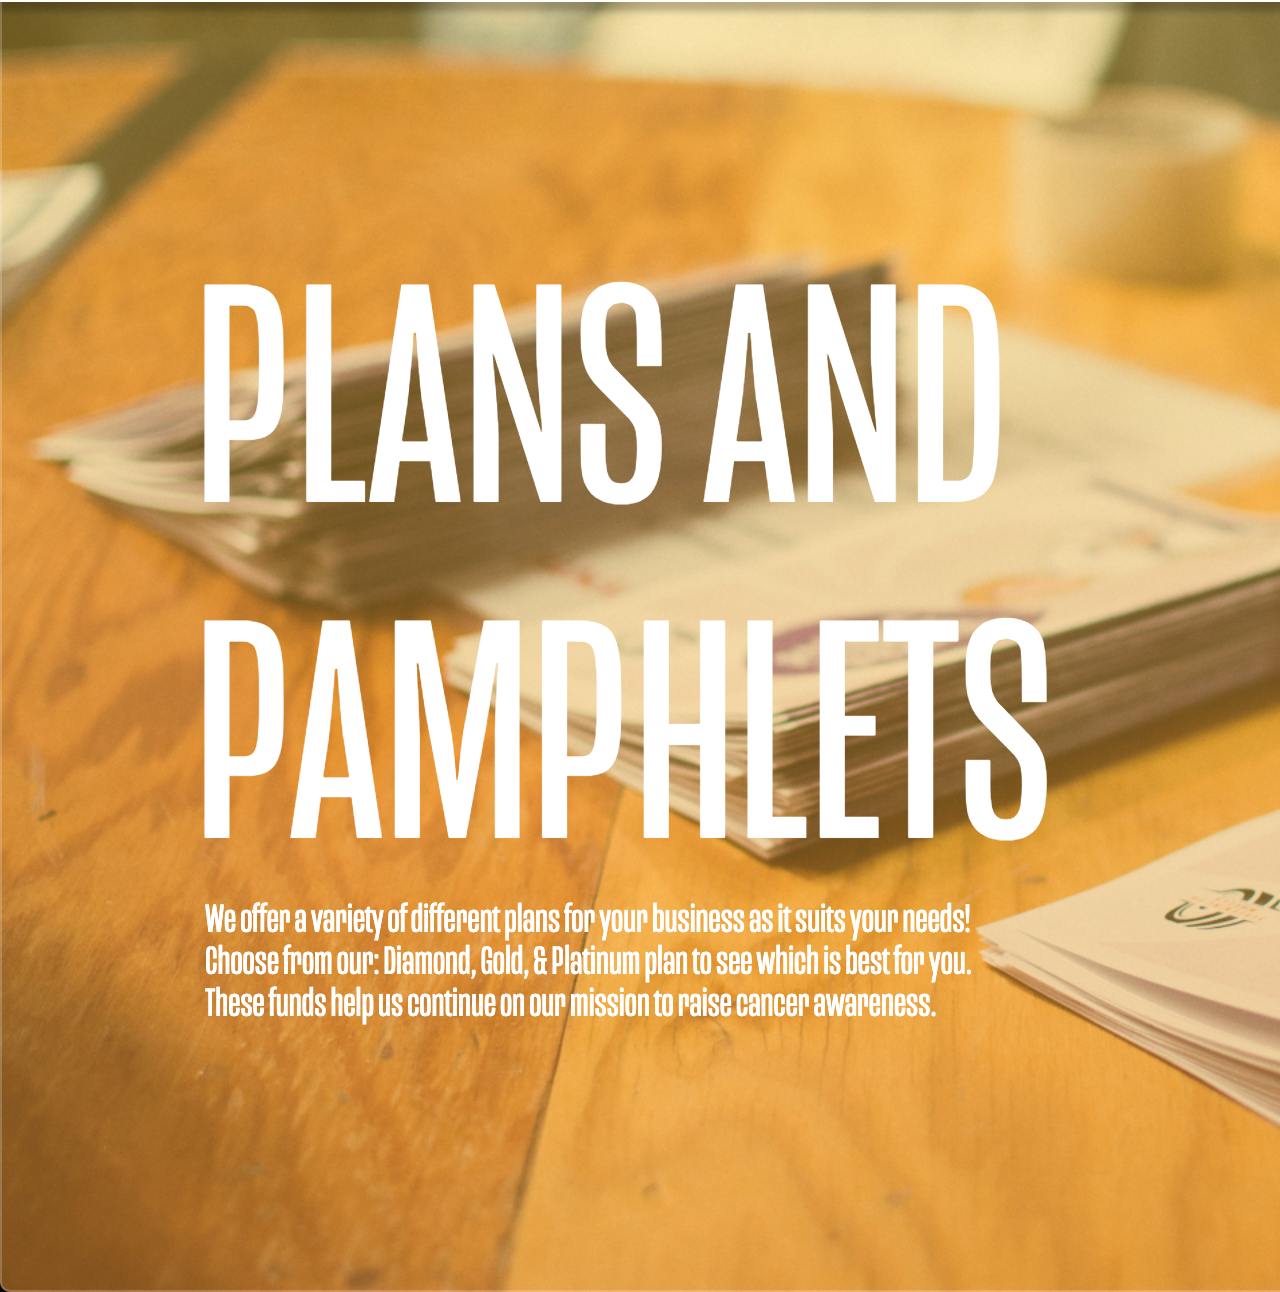 PLANS AND
PAMPHLETS
We offer a variety of different plans for your business as it suits your needs!
Choose from our: Diamond, Gold, & Platinum plan to see which is best for you.
These funds help us continue on our mission to raise cancer awareness.